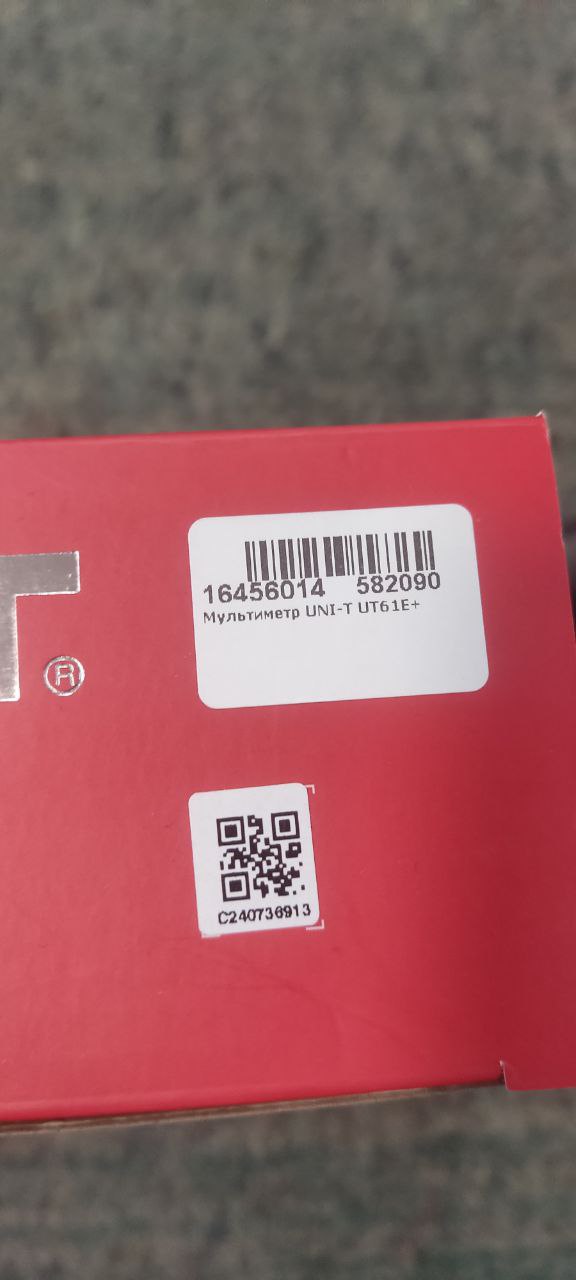 T®
16456014 582090
Мультиметр UNI-T UT61E+
C240736913